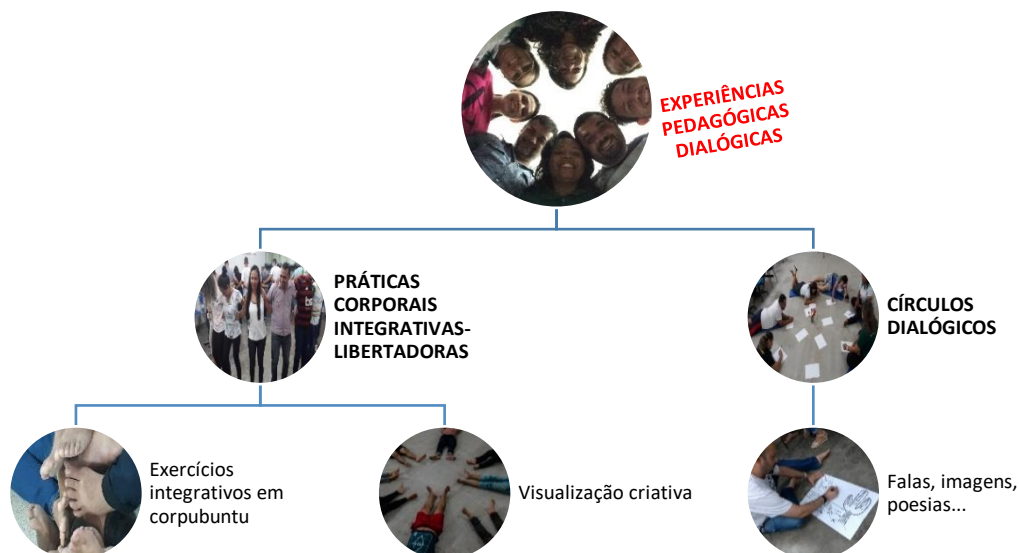 EXPERIÊNCIAS
PEDAGÓGICAS
DIALÓGICAS
PRÁTICAS
CORPORAIS
INTEGRATIVAS-
LIBERTADORAS
CÍRCULOS
DIALÓGICOS
Exercícios
integrativos em
corpubuntu
Visualização criativa
Falas, imagens,
poesias...